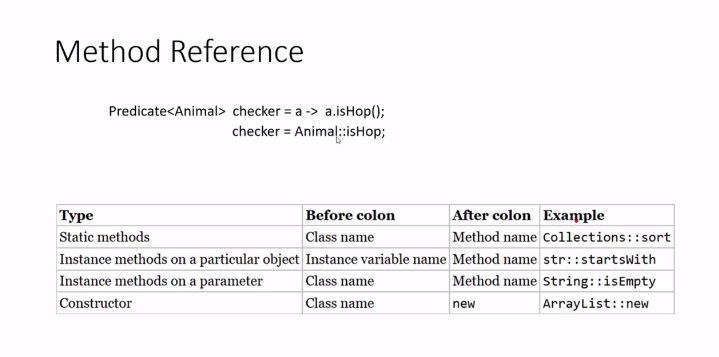 Method Reference
Predicate<Animal> checker = a -> a.isHop();
checker = Animal::isHop;
Type Before colon After colon Example
Static methods Class name Method name Collections::sort
Instance methods on a particular object Instance variable name Method name str::startsWith
Instance methods on a parameter Class name Method name String::isEmpty
Constructor Class name new ArrayList::new